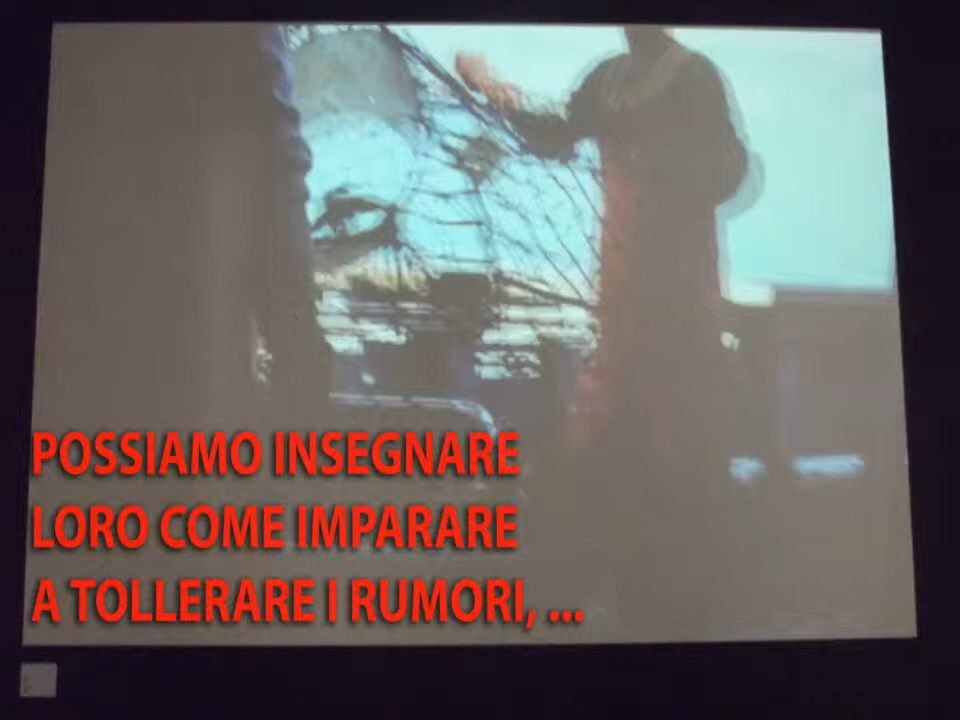 POSSIAMO INSEGNARE
LORO COME IMPARARE
A TOLLERARE I RUMORI, ...